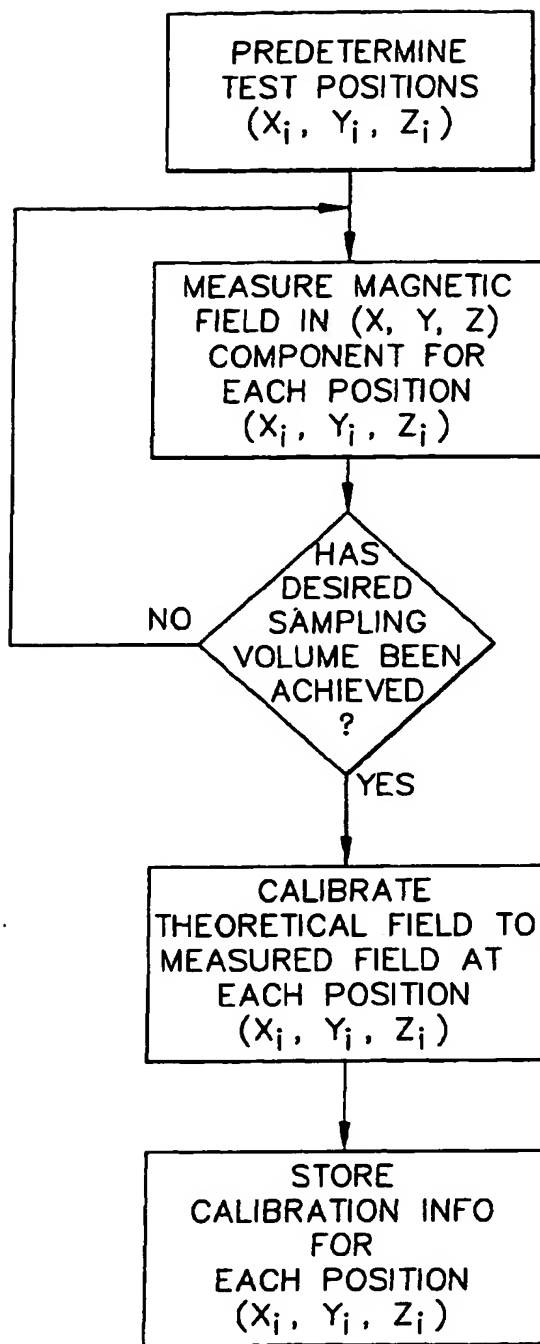 PREDETERMINE
TEST POSITIONS
(Xi, Yi, Zi)
MEASURE MAGNETIC
FIELD IN (X, Y, Z)
COMPONENT FOR
EACH POSITION
(Xi, Yi, Zi)
HAS
DESIRED
SAMPLING
VOLUME BEEN
ACHIEVED
?
NO
YES
CALIBRATE
THEORETICAL FIELD TO
MEASURED FIELD AT
EACH POSITION
(Xi, Yi, Zi)
STORE
CALIBRATION INFO
FOR
EACH POSITION
(Xi, Yi, Zi)